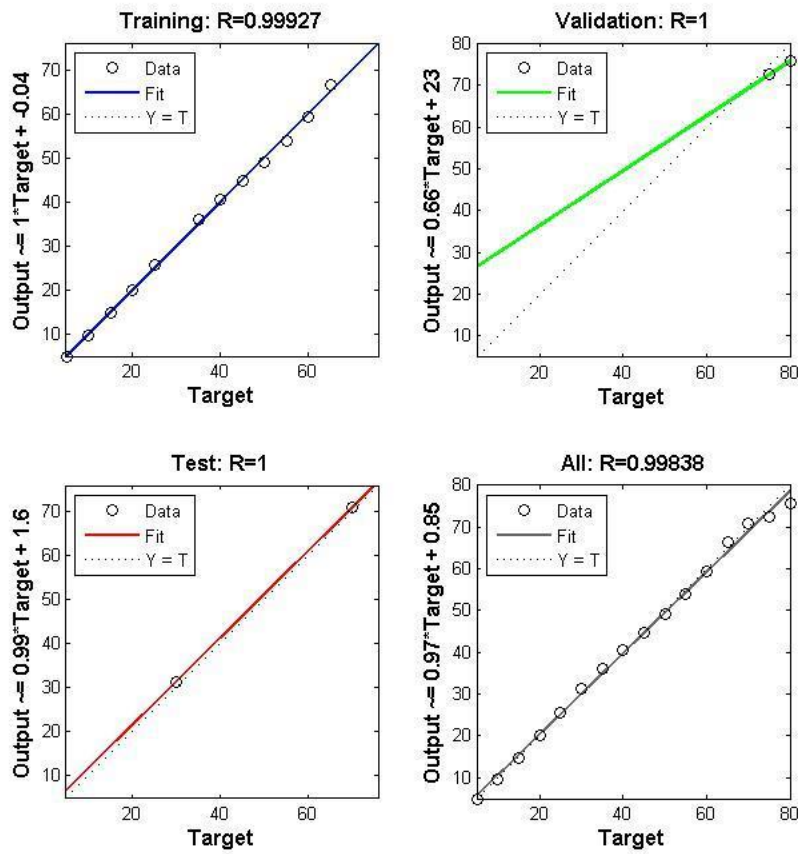 Training: R=0.99927
Output ~= 1*Target + -0.04
70
60
50
40
30
20
10
Data
Fit
Y = T
20
40
60
Target
Validation: R=1
Output ~= 0.66*Target + 23
80
70
60
50
40
30
20
10
Data
Fit
Y = T
20
40
60
80
Target
Test: R=1
Output ~= 0.99*Target + 1.6
70
60
50
40
30
20
10
Data
Fit
Y = T
20
40
60
Target
All: R=0.99838
Output ~= 0.97*Target + 0.85
80
70
60
50
40
30
20
10
Data
Fit
Y = T
20
40
60
80
Target